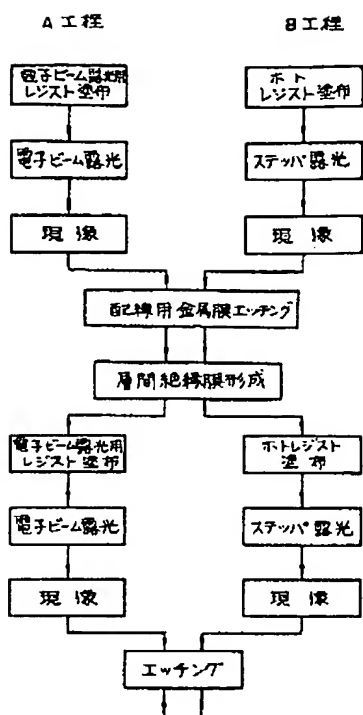 A工程
B工程
電子ビーム露光用
レジスト塗布
ホト
レジスト塗布
電子ビーム露光
ステッパ露光
現像
現像
配線用金属膜エッチング
層間絶縁膜形成
電子ビーム露光用
レジスト塗布
ホトレジスト
塗布
電子ビーム露光
ステッパ露光
現像
現像
エッチング